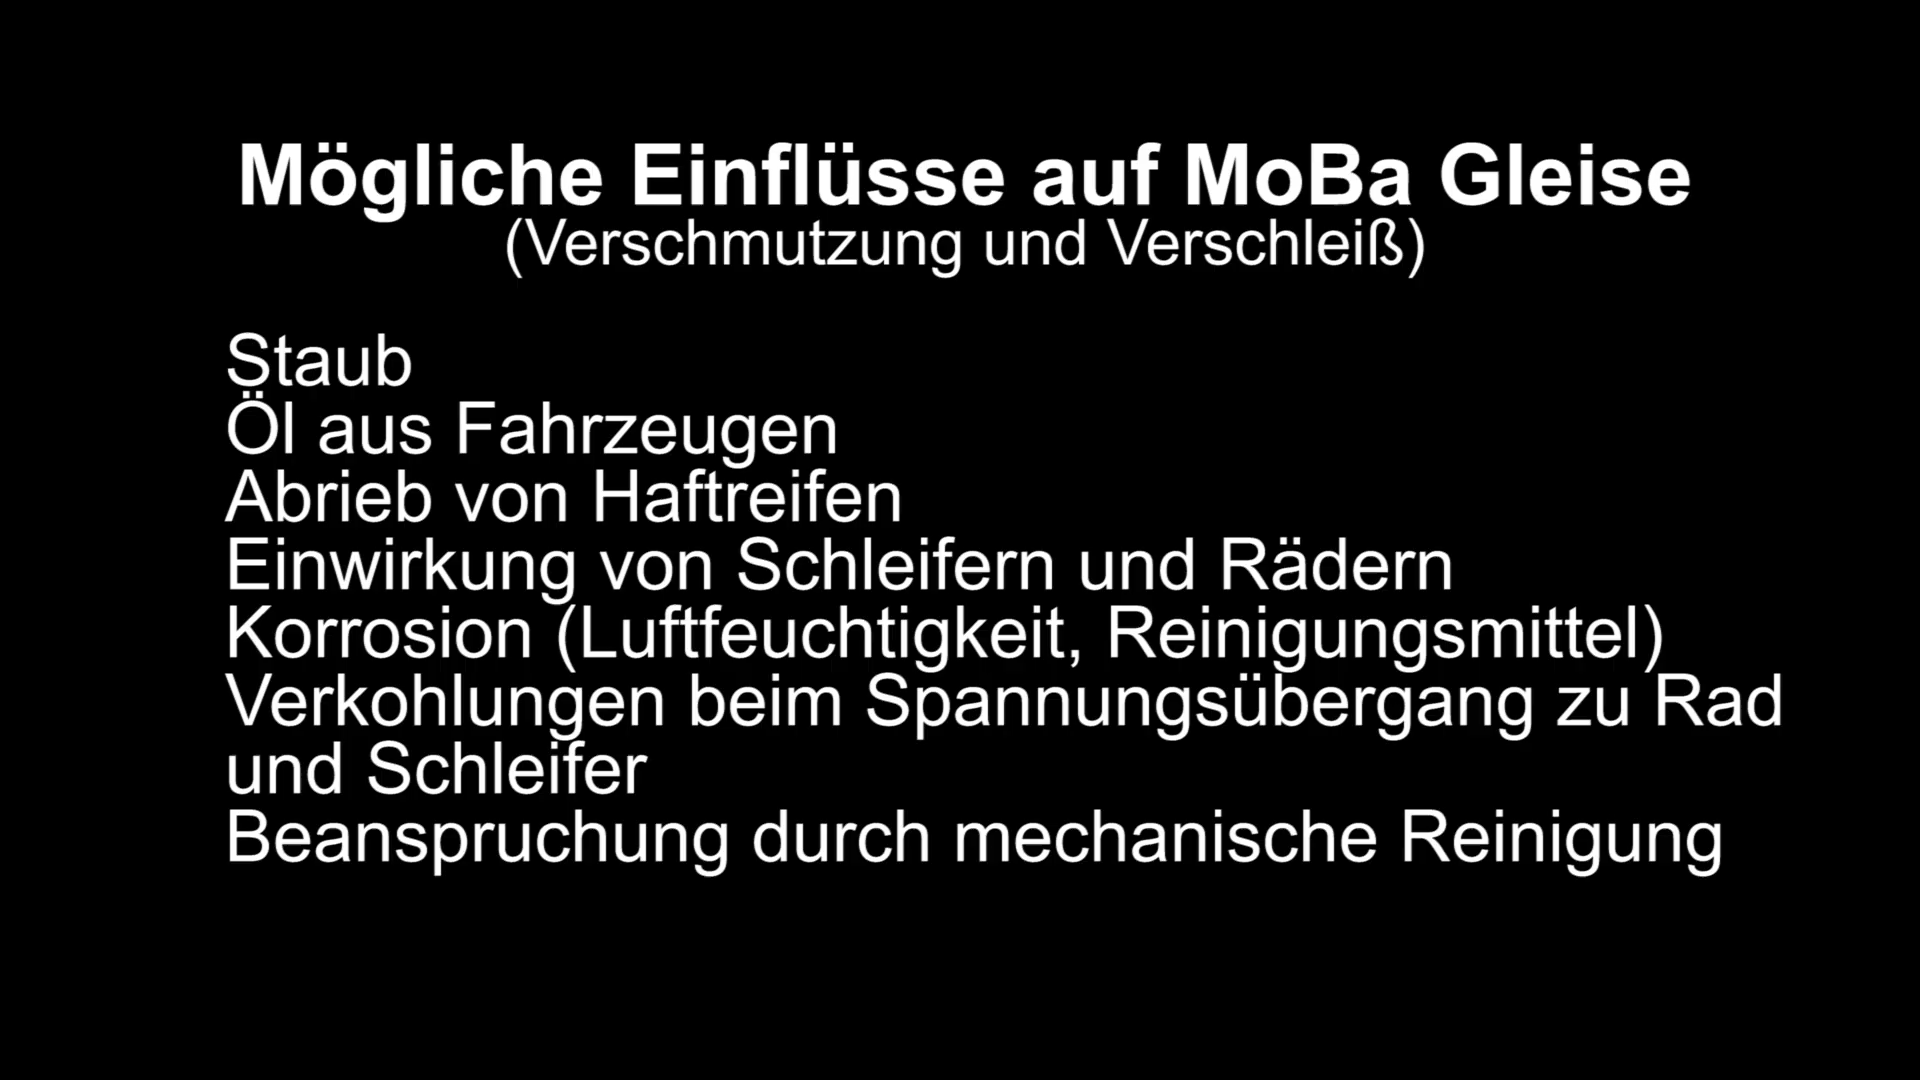 Mögliche Einflüsse auf MoBa Gleise
(Verschmutzung und Verschleiß)
Staub
Öl aus Fahrzeugen
Abrieb von Haftreifen
Einwirkung von Schleifern und Rädern
Korrosion (Luftfeuchtigkeit, Reinigungsmittel)
Verkohlungen beim Spannungsübergang zu Rad
und Schleifer
Beanspruchung durch mechanische Reinigung